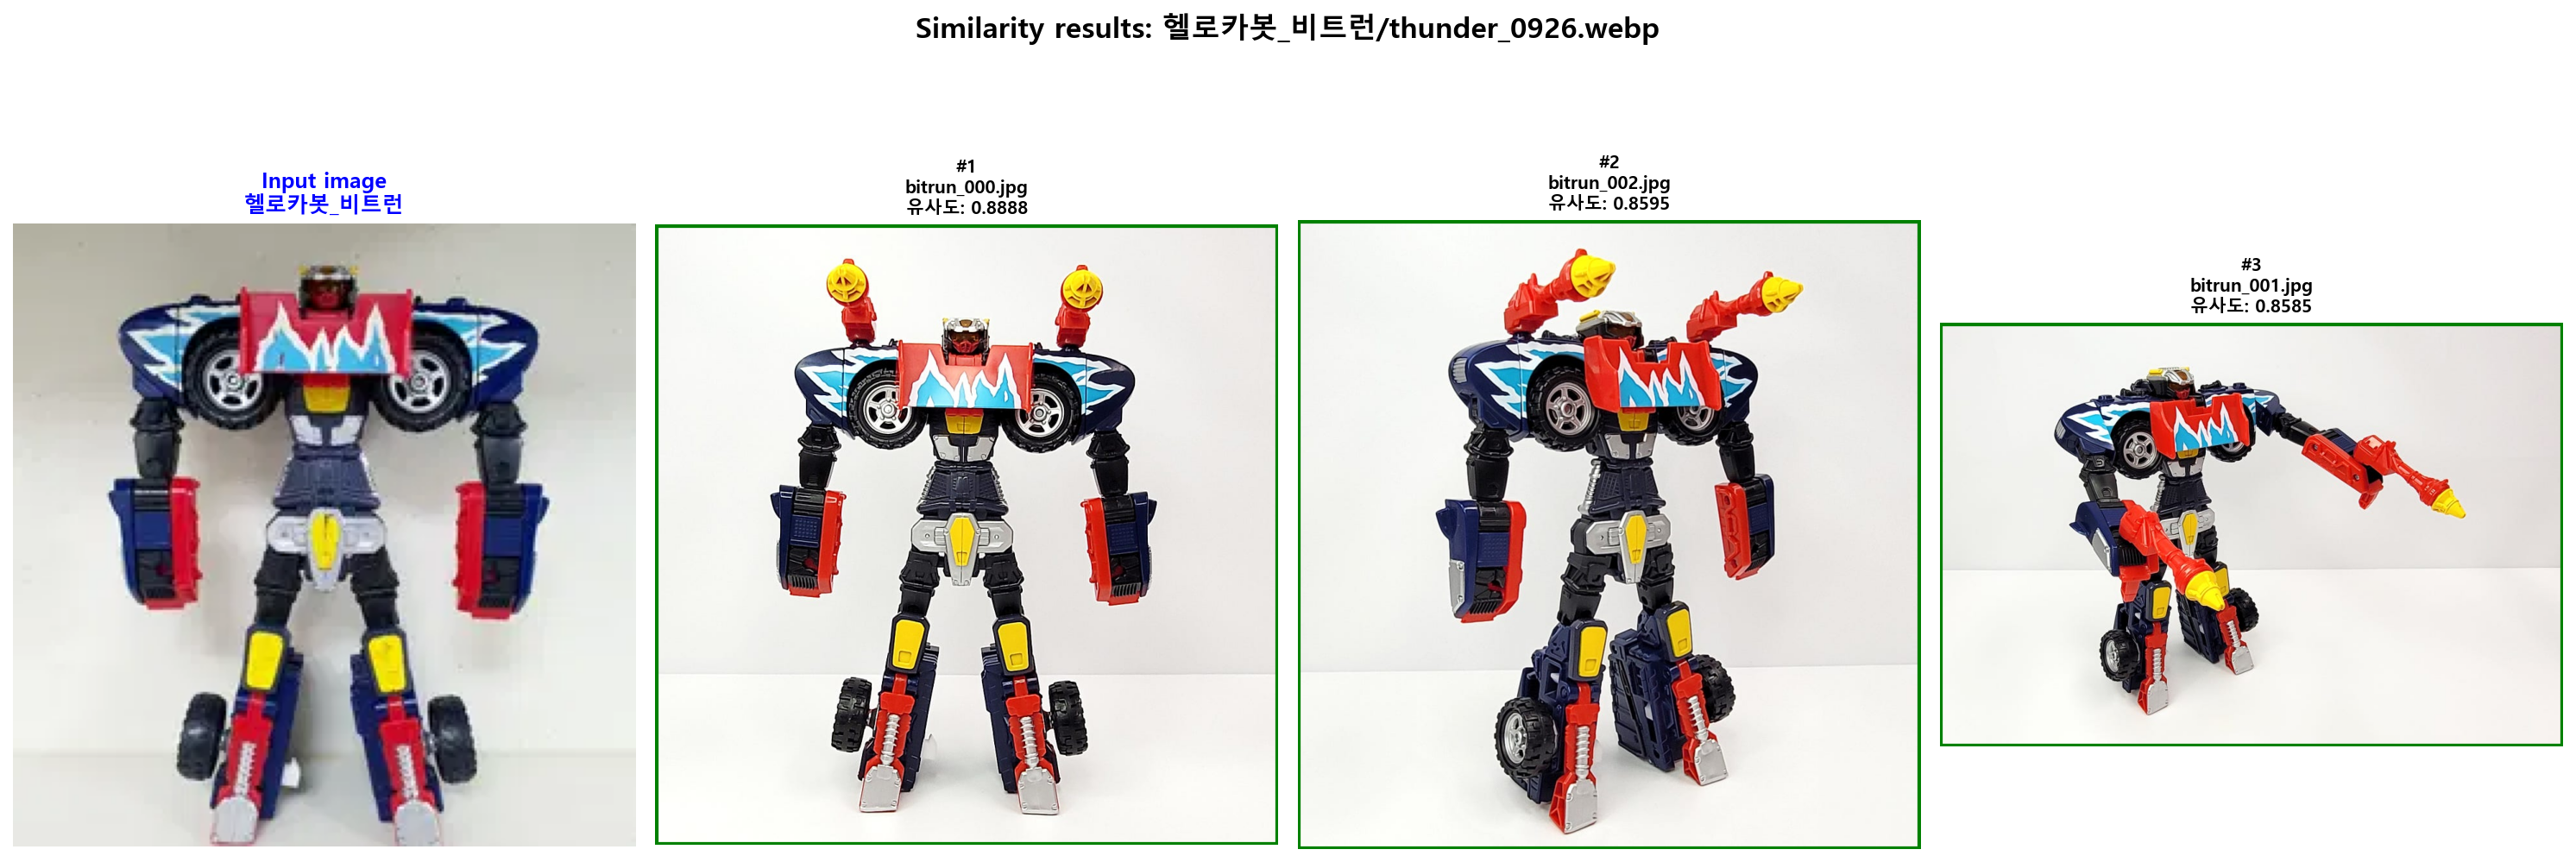 Similarity results: 헬로카봇_비트런/thunder_0926.webp
Input image
헬로카봇_비트런
#1
bitrun_000.jpg
유사도: 0.8888
#2
bitrun_002.jpg
유사도: 0.8595
#3
bitrun_001.jpg
유사도: 0.8585